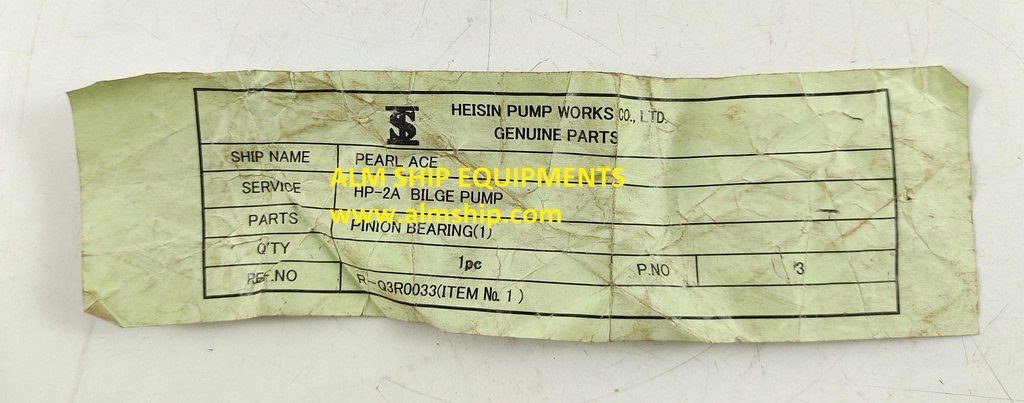 HEISIN PUMP WORKS CO., LTD.
GENUINE PARTS
SHIP NAME PEARL ACE
ALM SHIP EQUIPMENTS
SERVICE HP-2A BILGE PUMP
www.almship.com
PARTS PINION BEARING(1)
Q'TY 1pc P.NO 3
REF.NO R-Q3R0033(ITEM No. 1)